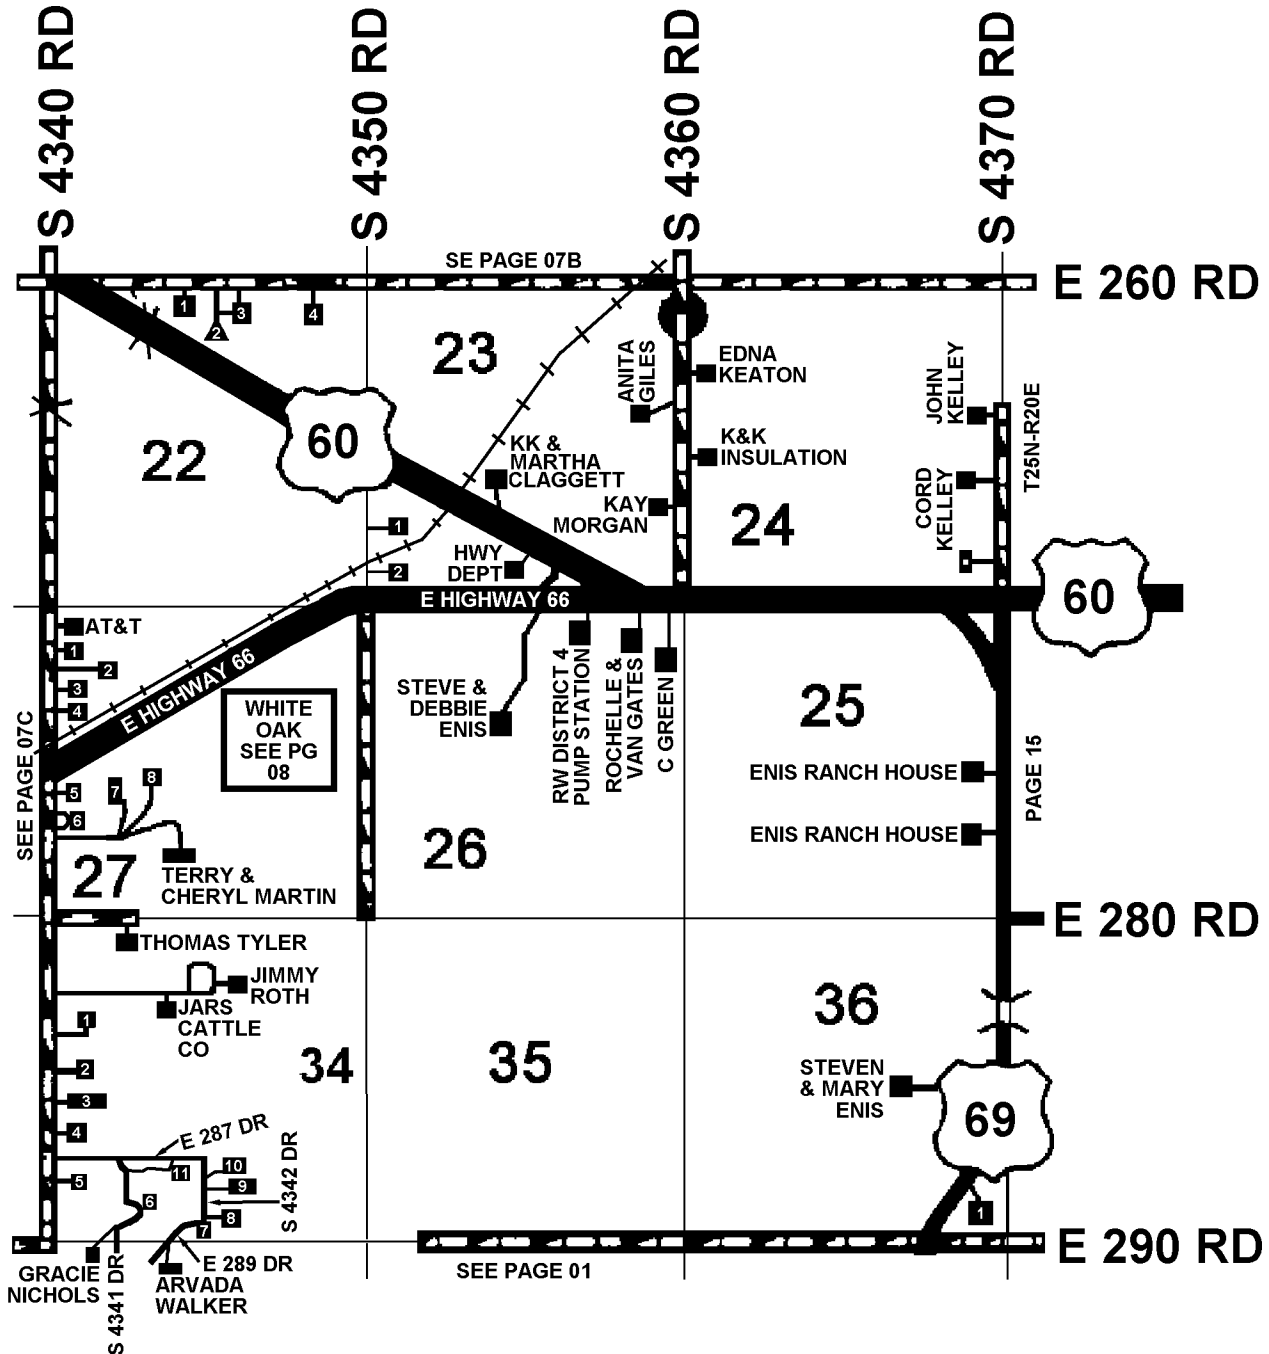 S 4340 RD
S 4350 RD
S 4360 RD
S 4370 RD
SE PAGE 07B
E 260 RD
1
2
3
4
23
ANITA
GILES
EDNA
KEATON
JOHN
KELLEY
T25N-R20E
60
22
KK &
MARTHA
CLAGGETT
K&K
INSULATION
CORD
KELLEY
KAY
MORGAN
24
1
2
HWY
DEPT
E HIGHWAY 66
60
AT&T
1
2
3
4
E HIGHWAY 66
WHITE
OAK
SEE PG
08
STEVE &
DEBBIE
ENIS
RW DISTRICT 4
PUMP STATION
ROCHELLE &
VAN GATES
C GREEN
25
SEE PAGE 07C
ENIS RANCH HOUSE
PAGE 15
5
6
7
8
ENIS RANCH HOUSE
26
27
TERRY &
CHERYL MARTIN
E 280 RD
THOMAS TYLER
JIMMY
ROTH
JARS
CATTLE
CO
36
1
2
3
4
34
35
STEVEN
& MARY
ENIS
69
E 287 DR
S 4342 DR
5
6
11
10
9
8
7
1
E 290 RD
SEE PAGE 01
GRACIE
NICHOLS
S 4341 DR
E 289 DR
ARVADA
WALKER